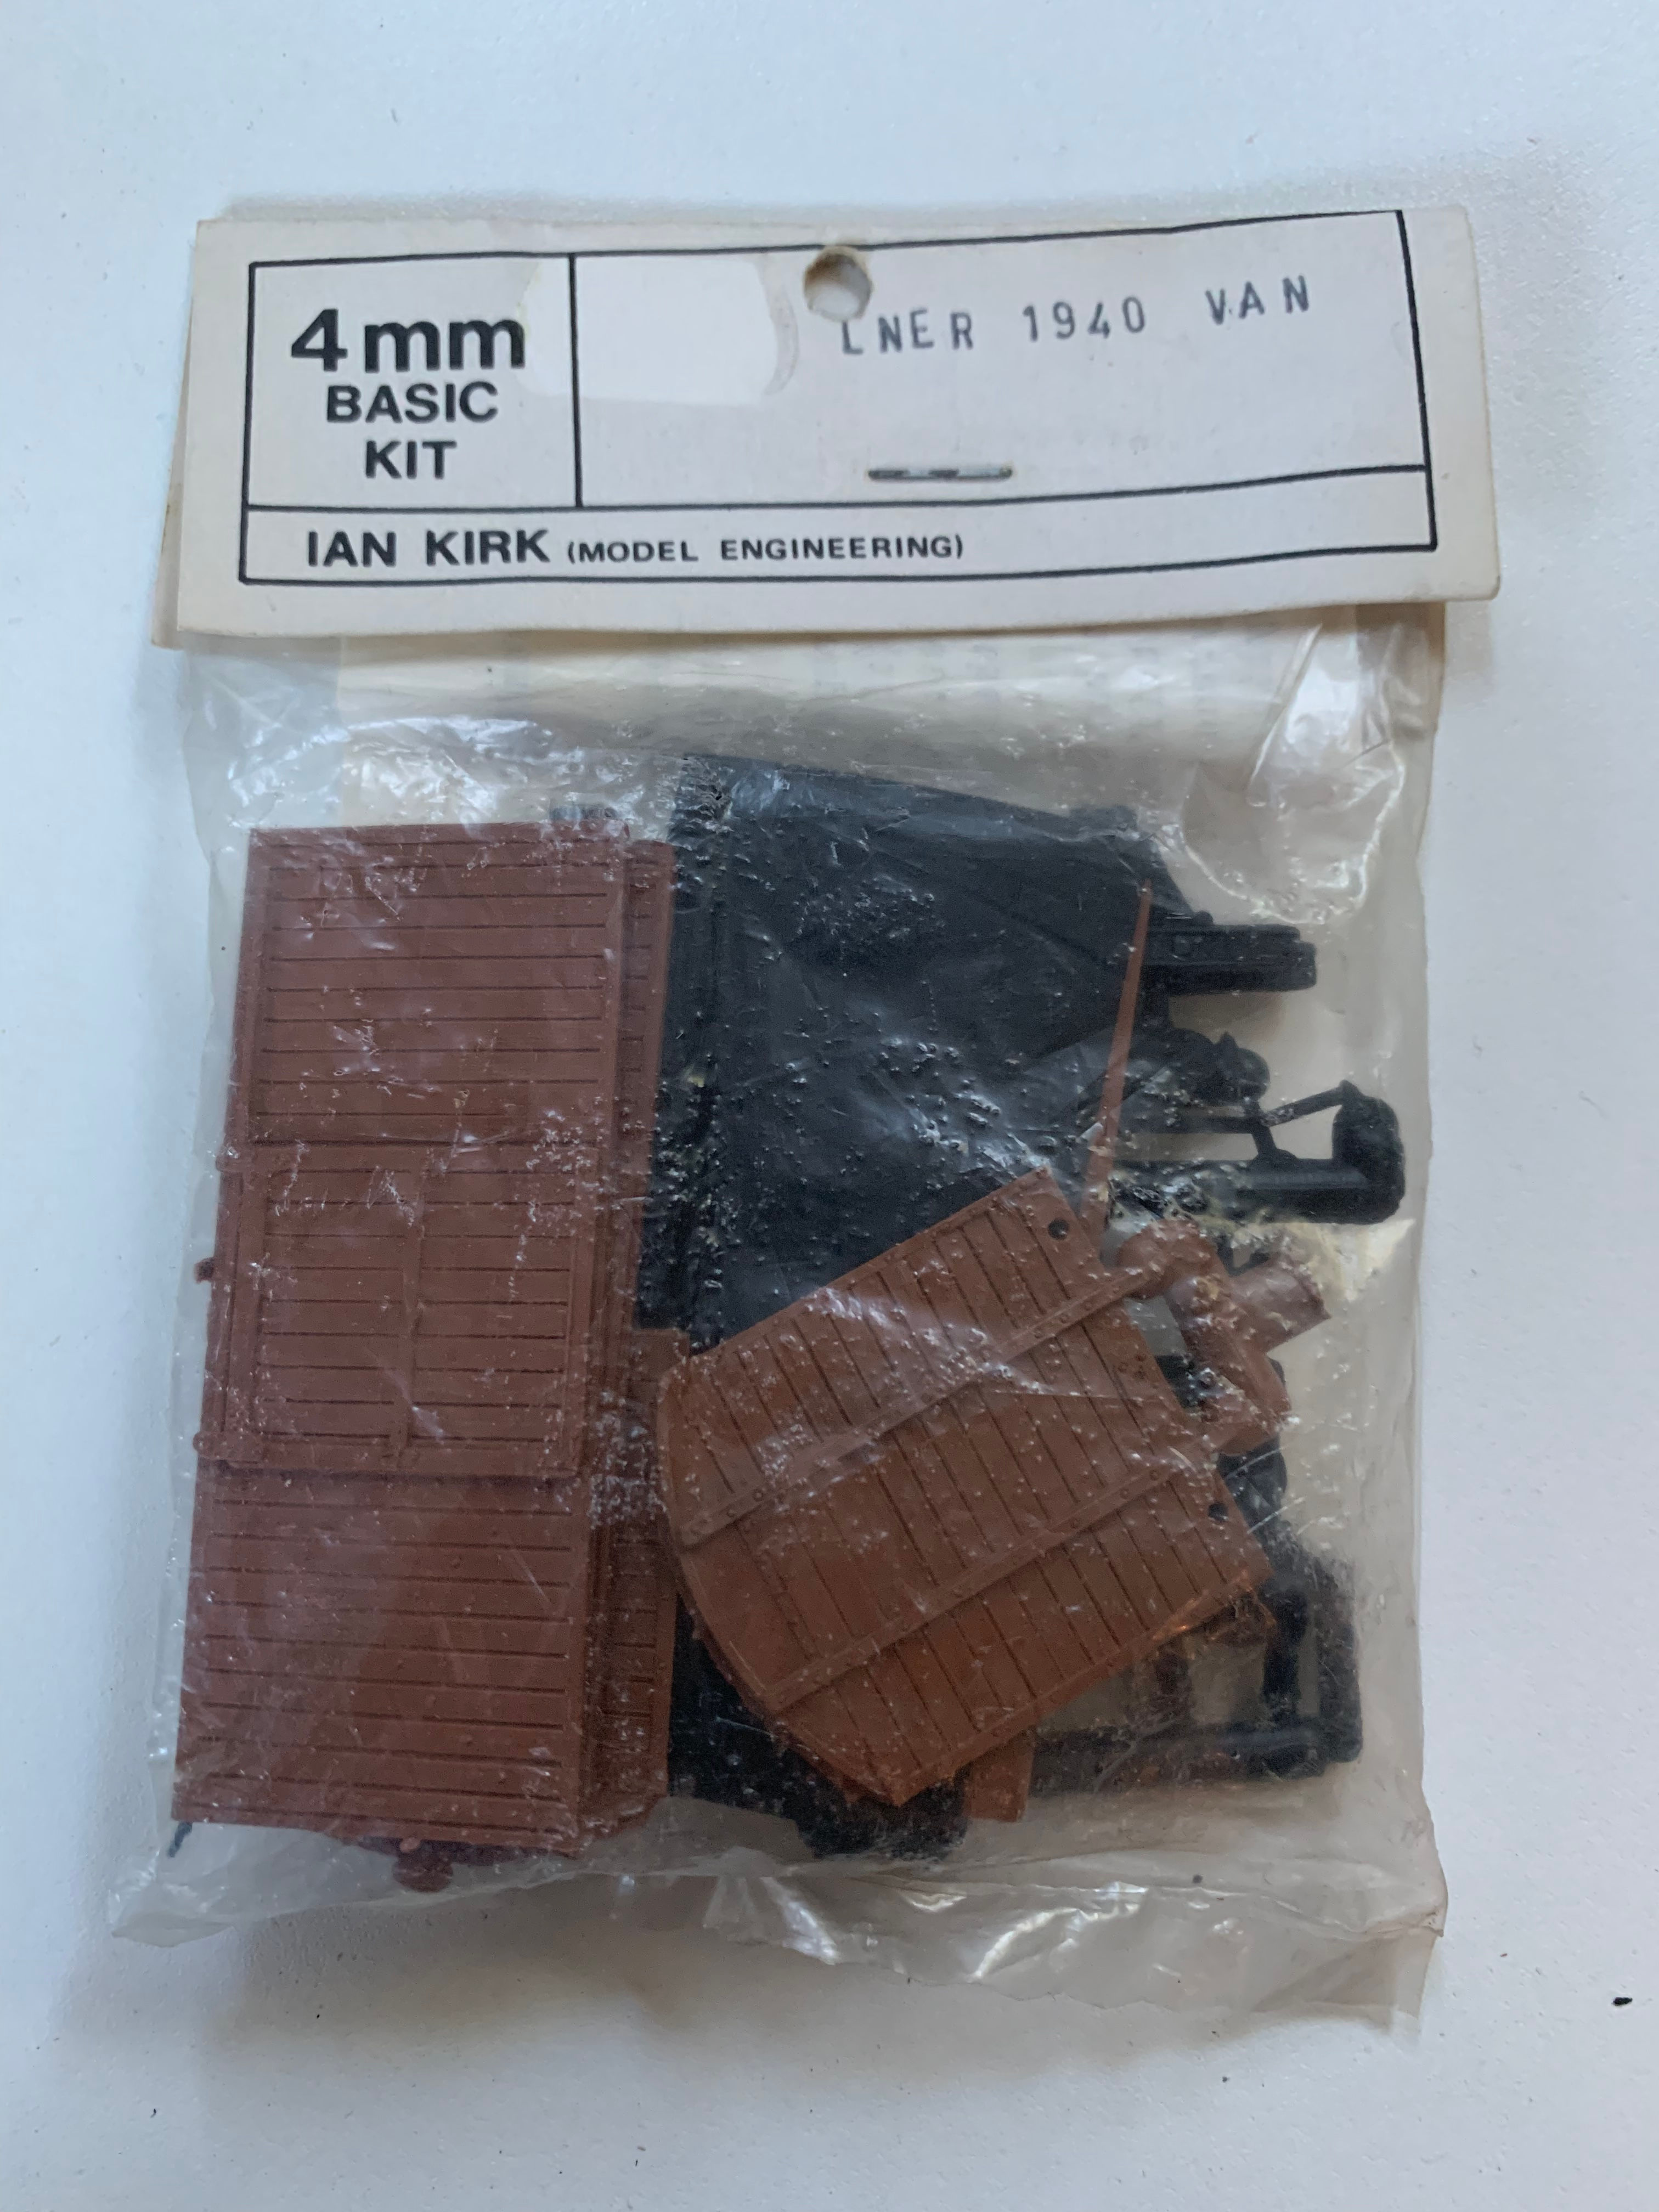 4mm
BASIC
KIT
LNER 1940 VAN
IAN KIRK (MODEL ENGINEERING)